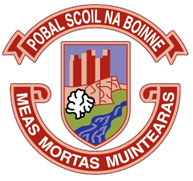 POBAL SCOIL NA BOINNE
MEAS MORTAS MUINTEARAS